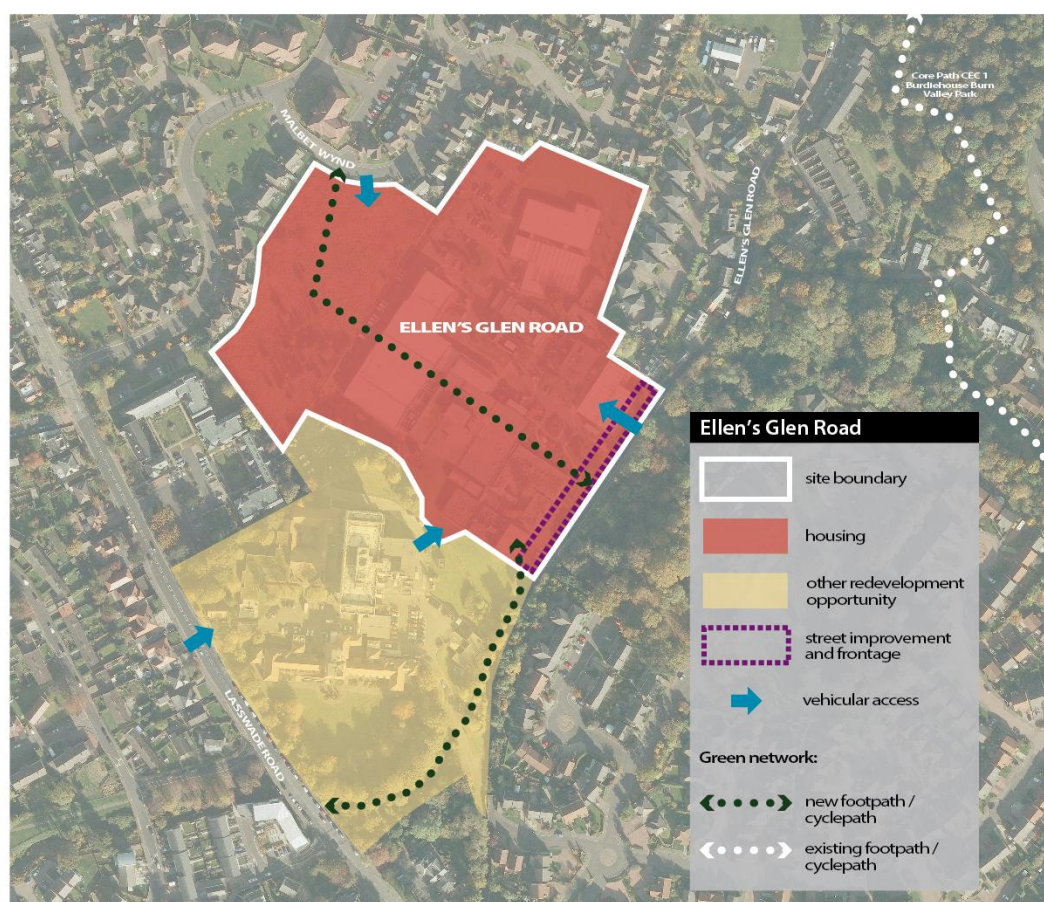 Core Path CEC 1
Burdiehouse Burn
Valley Park
MALBET WYND
ELLEN'S GLEN ROAD
ELLEN'S GLEN ROAD
LASSWADEROAD
Ellen's Glen Road
site boundary
housing
other redevelopment
opportunity
street improvement
and frontage
vehicular access
Green network:
new footpath /
cyclepath
existing footpath /
cyclepath